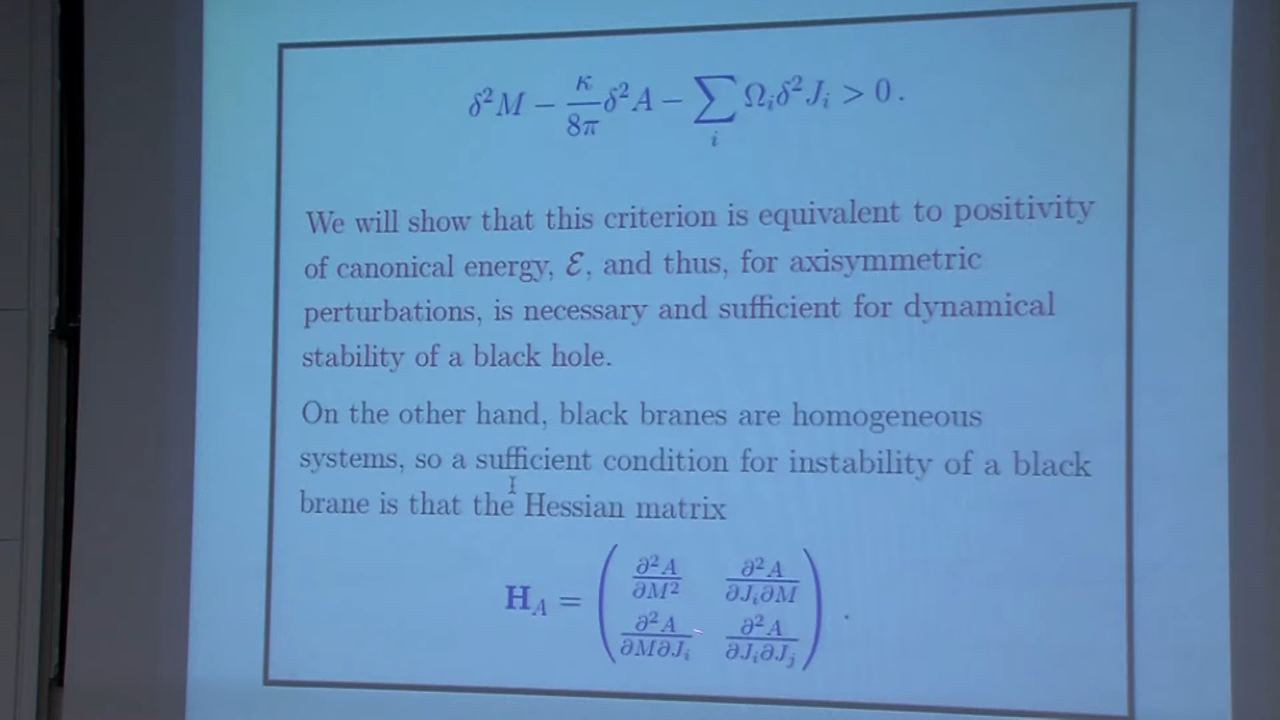 δ²M − κ/8π δ²A − ∑_i Ω_i δ²J_i > 0 .
We will show that this criterion is equivalent to positivity
of canonical energy, ℰ, and thus, for axisymmetric
perturbations, is necessary and sufficient for dynamical
stability of a black hole.
On the other hand, black branes are homogeneous
systems, so a sufficient condition for instability of a black
brane is that the Hessian matrix
H_A = ( ∂²A/∂M² ∂²A/∂J_i∂M
∂²A/∂M∂J_i ∂²A/∂J_i∂J_j ) .